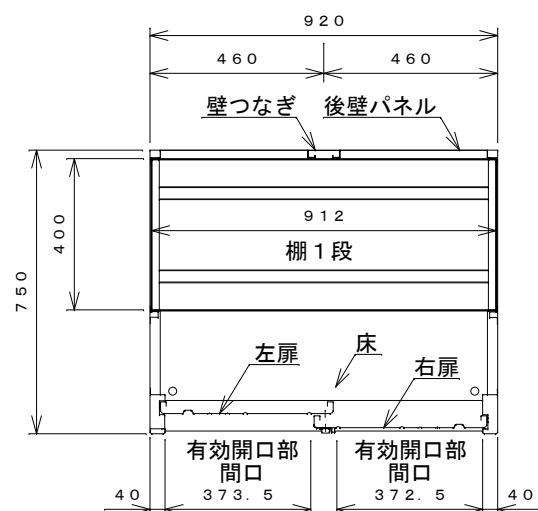 920
460 460
壁つなぎ 後壁パネル
912
400
棚1段
750
床
左扉 右扉
有効開口部 有効開口部
間口 間口
40 373.5 372.5 40